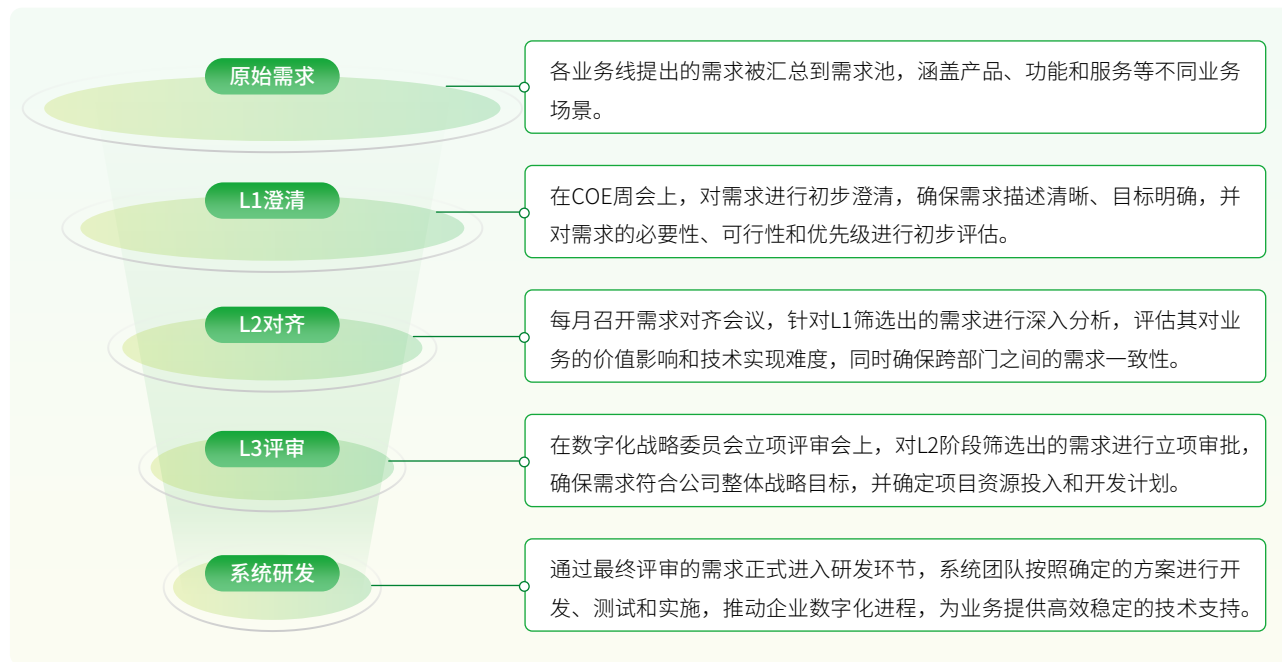 原始需求
各业务线提出的需求被汇总到需求池，涵盖产品、功能和服务等不同业务
场景。
L1澄清
在COE周会上，对需求进行初步澄清，确保需求描述清晰、目标明确，并
对需求的必要性、可行性和优先级进行初步评估。
L2对齐
每月召开需求对齐会议，针对L1筛选出的需求进行深入分析，评估其对业
务的价值影响和技术实现难度，同时确保跨部门之间的需求一致性。
L3评审
在数字化战略委员会立项评审会上，对L2阶段筛选出的需求进行立项审批，
确保需求符合公司整体战略目标，并确定项目资源投入和开发计划。
系统研发
通过最终评审的需求正式进入研发环节，系统团队按照确定的方案进行开
发、测试和实施，推动企业数字化进程，为业务提供高效稳定的技术支持。